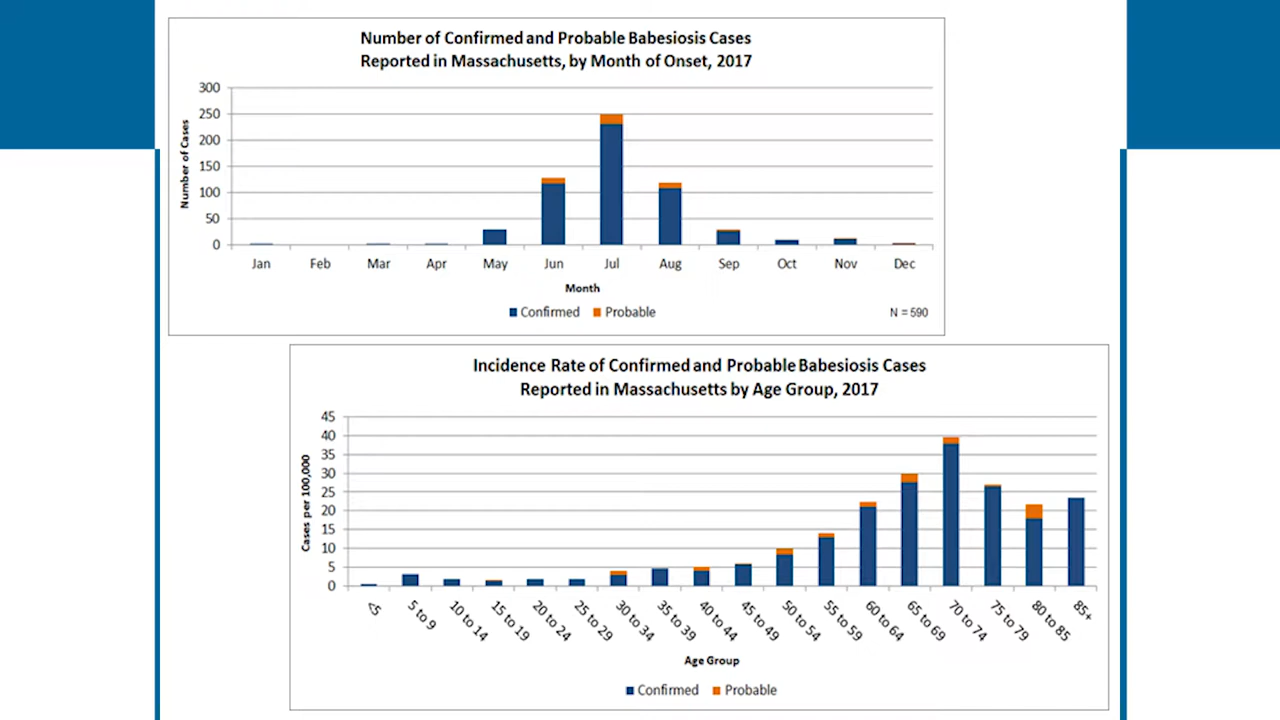 Number of Confirmed and Probable Babesiosis Cases
Reported in Massachusetts, by Month of Onset, 2017
300
250
200
150
100
50
0
Number of Cases
Jan Feb Mar Apr May Jun Jul Aug Sep Oct Nov Dec
Month
Confirmed Probable
N = 590
Incidence Rate of Confirmed and Probable Babesiosis Cases
Reported in Massachusetts by Age Group, 2017
45
40
35
30
25
20
15
10
5
0
Cases per 100,000
<5 5 to 9 10 to 14 15 to 19 20 to 24 25 to 29 30 to 34 35 to 39 40 to 44 45 to 49 50 to 54 55 to 59 60 to 64 65 to 69 70 to 74 75 to 79 80 to 85 85+
Age Group
Confirmed Probable